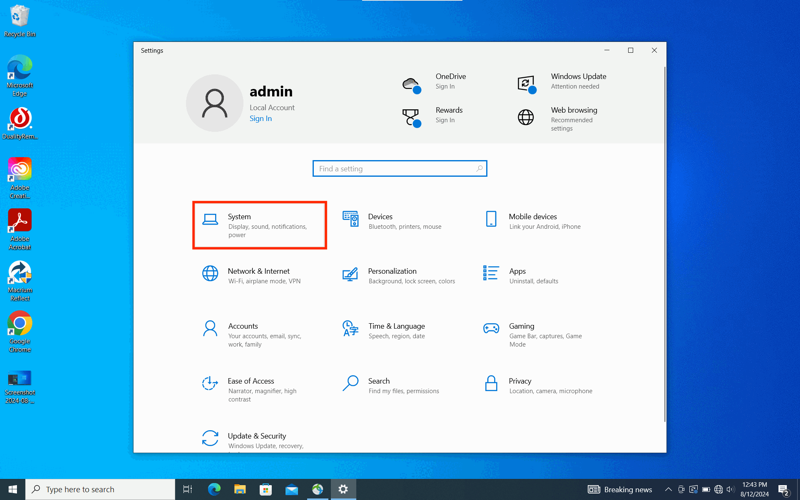 Recycle Bin
Microsoft
Edge
Adobe
Creati...
Adobe
Acrobat
Macrium
Reflect
Google
Chrome
Screenshot
2024-08-...
Settings
admin
Local Account
Sign In
OneDrive
Sign In
Windows Update
Attention needed
Rewards
Sign In
Web browsing
Recommended
settings
Find a setting
System
Display, sound, notifications,
power
Devices
Bluetooth, printers, mouse
Mobile devices
Link your Android, iPhone
Network & Internet
Wi-Fi, airplane mode, VPN
Personalization
Background, lock screen, colors
Apps
Uninstall, defaults
Accounts
Your accounts, email, sync,
work, family
Time & Language
Speech, region, date
Gaming
Game Bar, captures, Game
Mode
Ease of Access
Narrator, magnifier, high
contrast
Search
Find my files, permissions
Privacy
Location, camera, microphone
Update & Security
Windows Update, recovery,
Type here to search
Breaking news
12:43 PM
8/12/2024
2